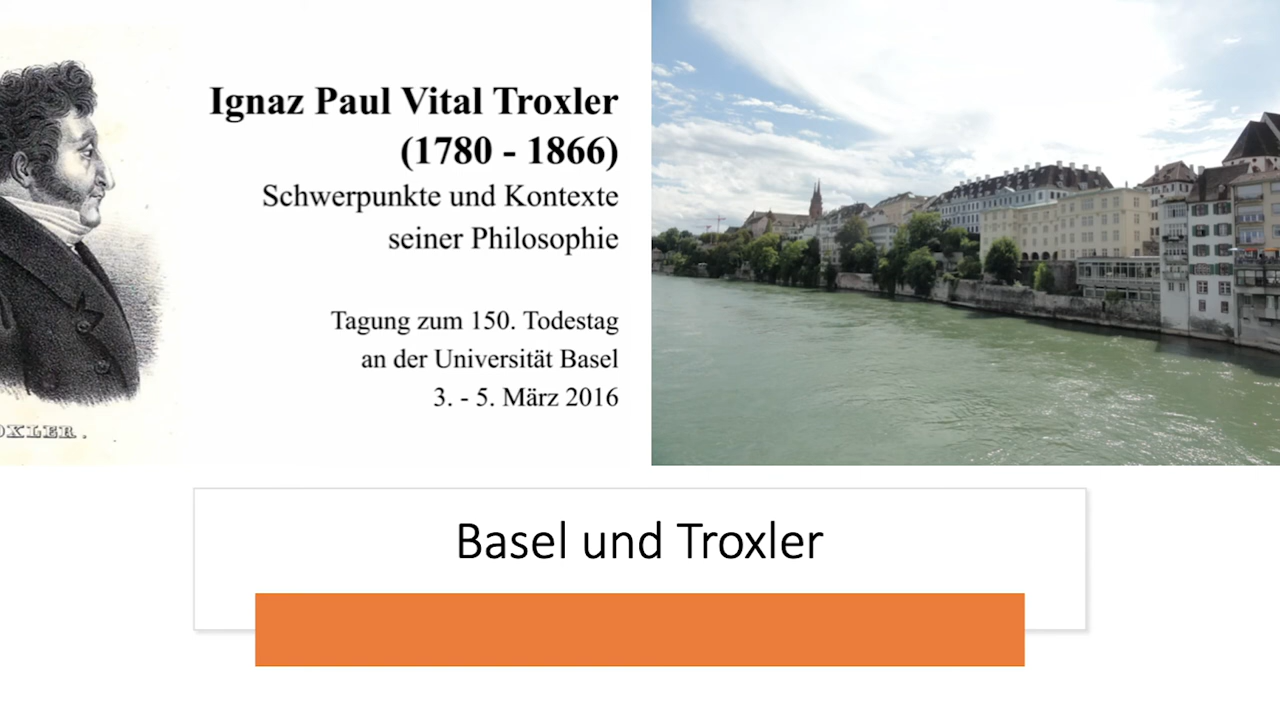 Ignaz Paul Vital Troxler
(1780 - 1866)
Schwerpunkte und Kontexte
seiner Philosophie
Tagung zum 150. Todestag
an der Universität Basel
3. - 5. März 2016
OXLER.
Basel und Troxler